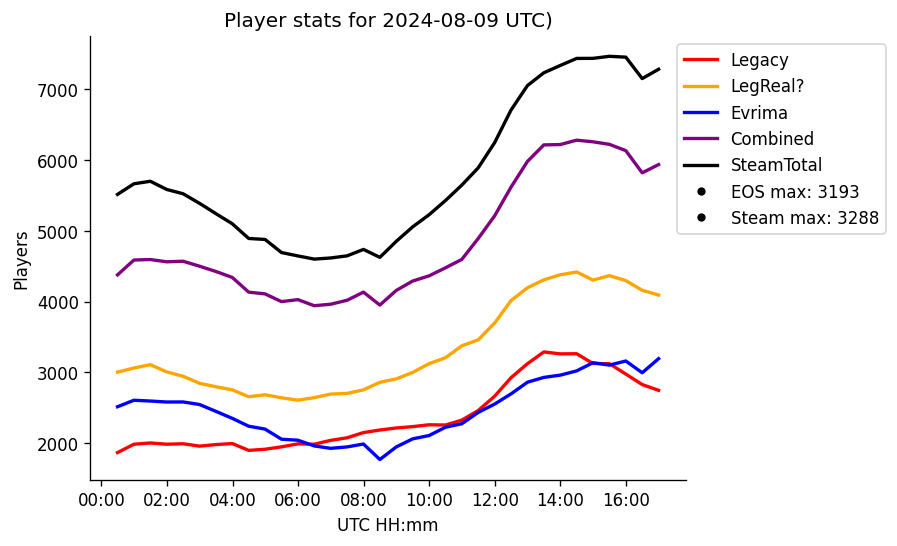 Player stats for 2024-08-09 UTC)
Legacy
LegReal?
Evrima
Combined
SteamTotal
EOS max: 3193
Steam max: 3288
Players
7000
6000
5000
4000
3000
2000
00:00 02:00 04:00 06:00 08:00 10:00 12:00 14:00 16:00
UTC HH:mm